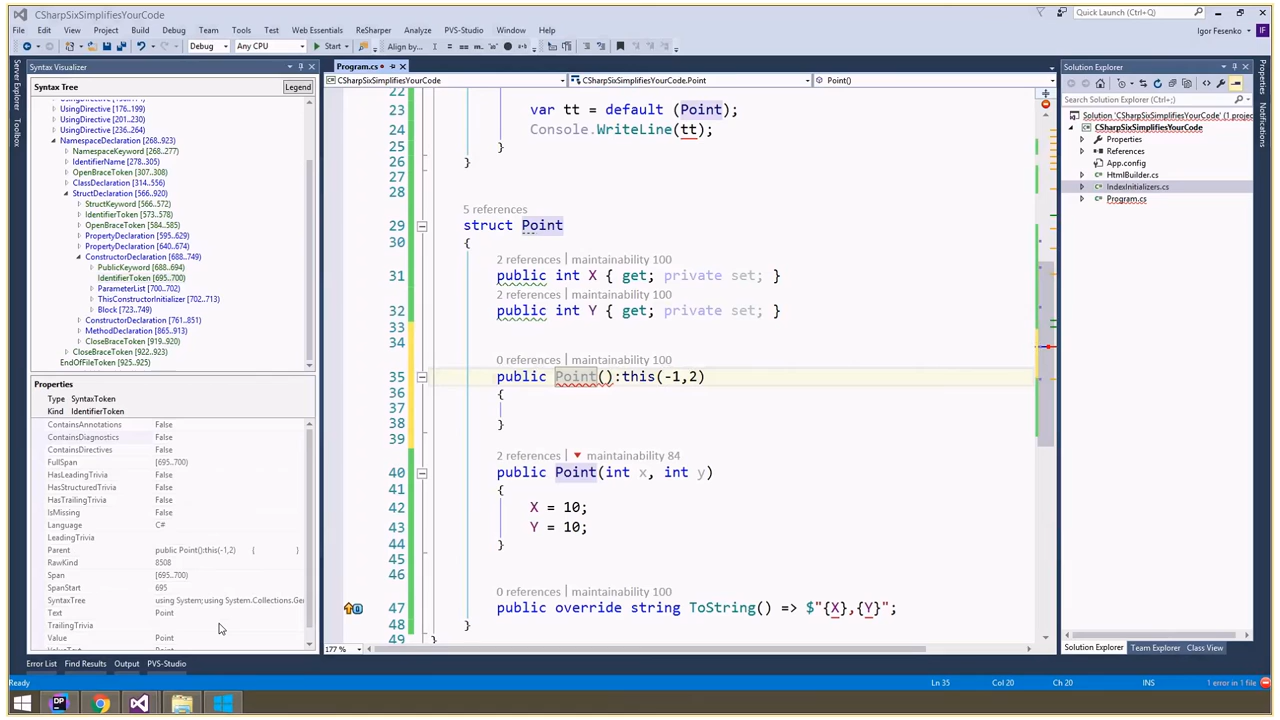 CSharpSixSimplifiesYourCode
Quick Launch (Ctrl+Q)
File Edit View Project Build Debug Team Tools Test Web Essentials ReSharper Analyze PVS-Studio Window Help
Igor Fesenko IF
Debug Any CPU Start Align by...
Syntax Visualizer
Syntax Tree
Legend
UsingDirective [176..199)
UsingDirective [201..230)
UsingDirective [236..264)
NamespaceDeclaration [268..923)
NamespaceKeyword [268..277)
IdentifierName [278..305)
OpenBraceToken [307..308)
ClassDeclaration [314..556)
StructDeclaration [566..920)
StructKeyword [566..572)
IdentifierToken [573..578)
OpenBraceToken [584..585)
PropertyDeclaration [595..629)
PropertyDeclaration [640..674)
ConstructorDeclaration [688..749)
PublicKeyword [688..694)
IdentifierToken [695..700)
ParameterList [700..702)
ThisConstructorInitializer [702..713)
Block [723..749)
ConstructorDeclaration [761..851)
MethodDeclaration [865..913)
CloseBraceToken [919..920)
CloseBraceToken [922..923)
EndOfFileToken [925..925)
Properties
Type SyntaxToken
Kind IdentifierToken
ContainsAnnotations False
ContainsDiagnostics False
ContainsDirectives False
FullSpan [695..700)
HasLeadingTrivia False
HasStructuredTrivia False
HasTrailingTrivia False
IsMissing False
Language C#
LeadingTrivia
Parent public Point():this(-1,2) { }
RawKind 8508
Span [695..700)
SpanStart 695
SyntaxTree using System; using System.Collections.Ger
Text Point
TrailingTrivia
Value Point
Server Explorer
Toolbox
Program.cs
CSharpSixSimplifiesYourCode CSharpSixSimplifiesYourCode.Point Point()
22
23 var tt = default (Point);
24 Console.WriteLine(tt);
25 }
26 }
27
28
5 references
29 struct Point
30 {
2 references | maintainability 100
31 public int X { get; private set; }
2 references | maintainability 100
32 public int Y { get; private set; }
33
34
0 references | maintainability 100
35 public Point():this(-1,2)
36 {
37
38 }
39
2 references | maintainability 84
40 public Point(int x, int y)
41 {
42 X = 10;
43 Y = 10;
44 }
45
46
0 references | maintainability 100
47 public override string ToString() => $"{X},{Y}";
48 }
49 }
177 %
Solution Explorer
Search Solution Explorer (Ctrl+;)
Solution 'CSharpSixSimplifiesYourCode' (1 projec
CSharpSixSimplifiesYourCode
Properties
References
App.config
HtmlBuilder.cs
IndexInitializers.cs
Program.cs
Solution Explorer Team Explorer Class View
Properties
Notifications
Error List Find Results Output PVS-Studio
Ready Ln 35 Col 20 Ch 20 INS 1 error in 1 file
DP